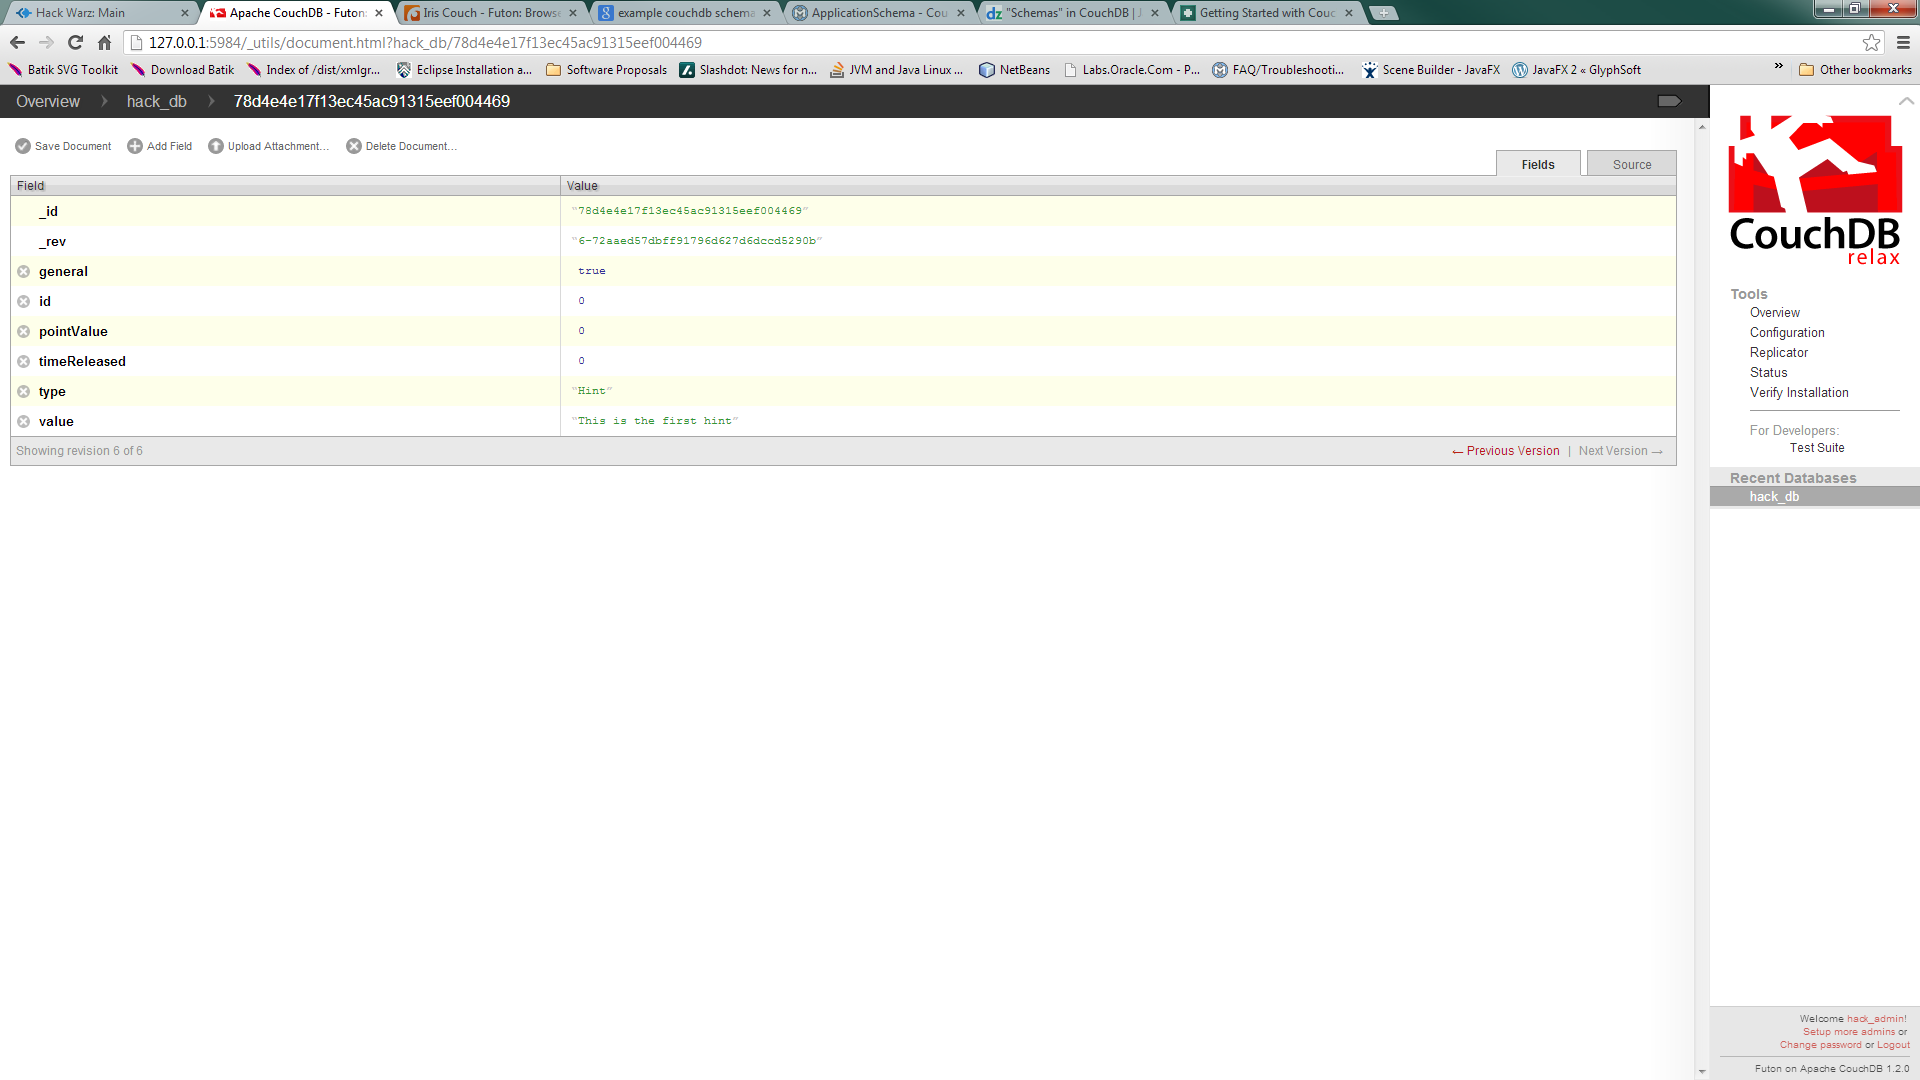 Hack Warz: Main
Apache CouchDB - Futon:
Iris Couch - Futon: Browse
example couchdb schema
ApplicationSchema - Cou
"Schemas" in CouchDB | J
Getting Started with Couc
127.0.0.1:5984/_utils/document.html?hack_db/78d4e4e17f13ec45ac91315eef004469
Batik SVG Toolkit
Download Batik
Index of /dist/xmlgr...
Eclipse Installation a...
Software Proposals
Slashdot: News for n...
JVM and Java Linux ...
NetBeans
Labs.Oracle.Com - P...
FAQ/Troubleshooti...
Scene Builder - JavaFX
JavaFX 2 « GlyphSoft
»
Other bookmarks
Overview
hack_db
78d4e4e17f13ec45ac91315eef004469
Save Document
Add Field
Upload Attachment...
Delete Document...
Fields
Source
Field Value
_id "78d4e4e17f13ec45ac91315eef004469"
_rev "6-72aaed57dbff91796d627d6dccd5290b"
general true
id 0
pointValue 0
timeReleased 0
type "Hint"
value "This is the first hint"
Showing revision 6 of 6
← Previous Version | Next Version →
CouchDB
relax
Tools
Overview
Configuration
Replicator
Status
Verify Installation
For Developers:
Test Suite
Recent Databases
hack_db
Welcome hack_admin!
Setup more admins or
Change password or Logout
Futon on Apache CouchDB 1.2.0